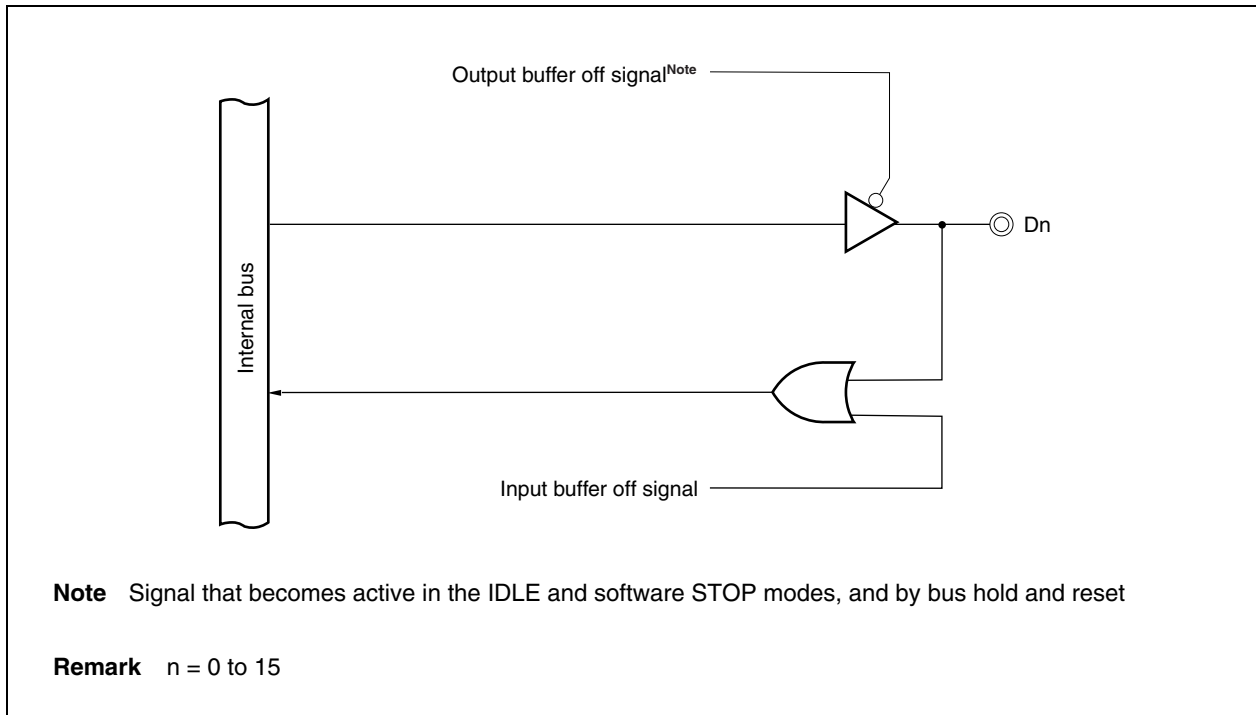 Output buffer off signalNote
Dn
Internal bus
Input buffer off signal
Note Signal that becomes active in the IDLE and software STOP modes, and by bus hold and reset
Remark n = 0 to 15